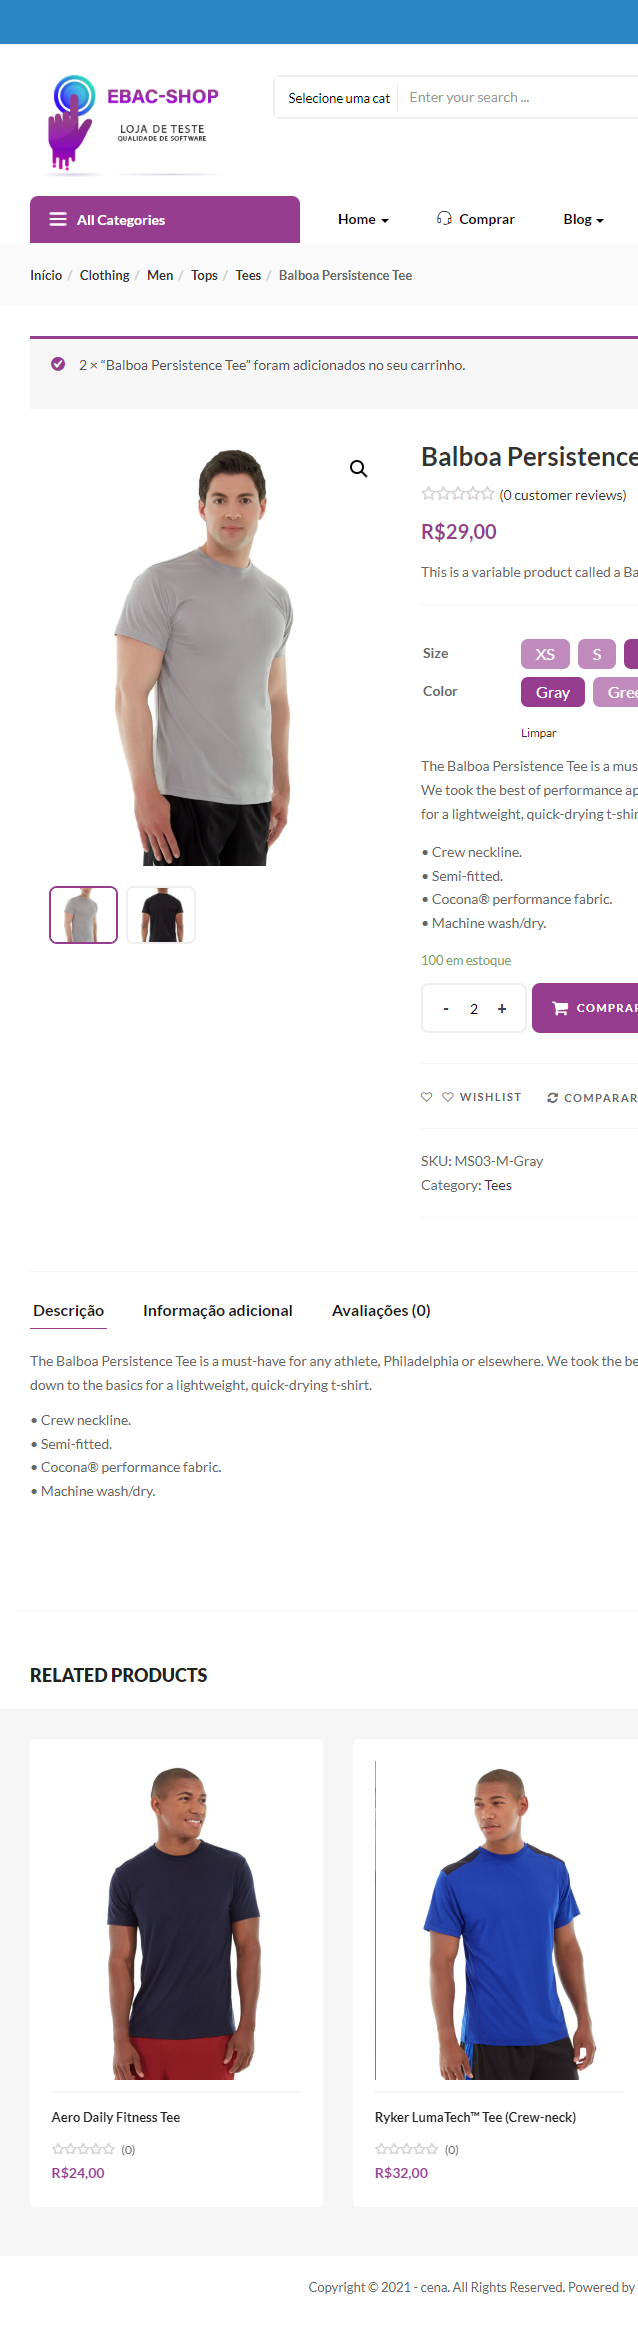 EBAC-SHOP
LOJA DE TESTE
QUALIDADE DE SOFTWARE
Selecione uma cat
Enter your search ...
All Categories
Home
Comprar
Blog
Início / Clothing / Men / Tops / Tees / Balboa Persistence Tee
2 × “Balboa Persistence Tee” foram adicionados no seu carrinho.
Balboa Persistence
(0 customer reviews)
R$29,00
This is a variable product called a Ba
Size XS S
Color Gray Gree
Limpar
The Balboa Persistence Tee is a mus
We took the best of performance ap
for a lightweight, quick-drying t-shir
• Crew neckline.
• Semi-fitted.
• Cocona® performance fabric.
• Machine wash/dry.
100 em estoque
- 2 + COMPRAR
WISHLIST COMPARAR
SKU: MS03-M-Gray
Category: Tees
Descrição Informação adicional Avaliações (0)
The Balboa Persistence Tee is a must-have for any athlete, Philadelphia or elsewhere. We took the be
down to the basics for a lightweight, quick-drying t-shirt.
• Crew neckline.
• Semi-fitted.
• Cocona® performance fabric.
• Machine wash/dry.
RELATED PRODUCTS
Aero Daily Fitness Tee
(0)
R$24,00
Ryker LumaTech™ Tee (Crew-neck)
(0)
R$32,00
Copyright © 2021 - cena. All Rights Reserved. Powered by